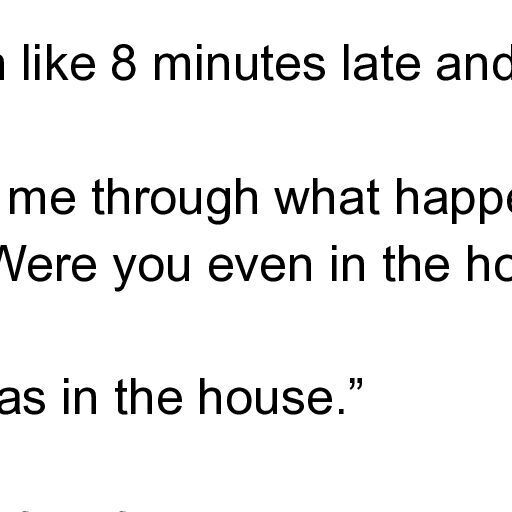 like 8 minutes late and
me through what happe
Were you even in the ho
as in the house.”